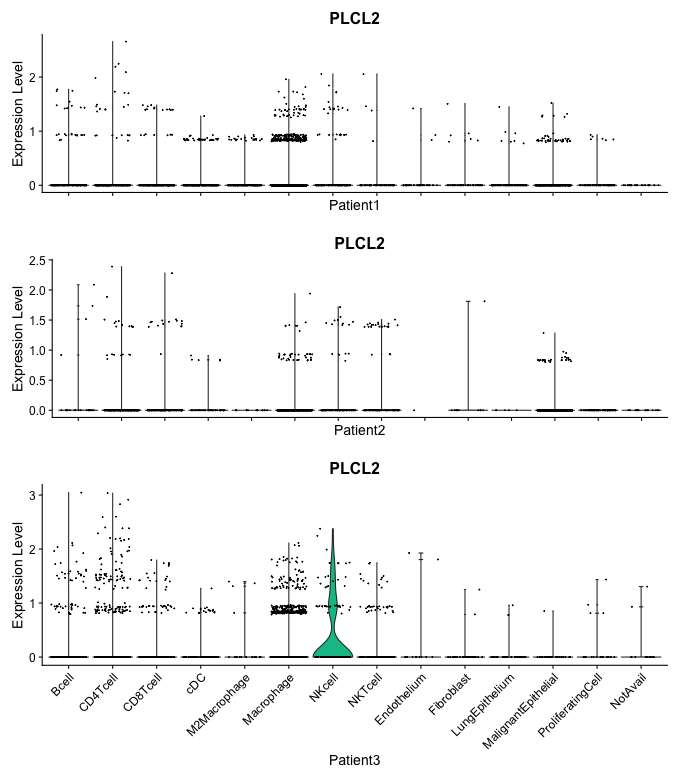 PLCL2
Expression Level
2
1
0
Patient1
PLCL2
Expression Level
2.5
2.0
1.5
1.0
0.5
0.0
Patient2
PLCL2
Expression Level
3
2
1
0
Bcell
CD4Tcell
CD8Tcell
cDC
M2Macrophage
Macrophage
NKcell
NKTcell
Endothelium
Fibroblast
LungEpithelium
MalignantEpithelial
ProliferatingCell
NotAvail
Patient3